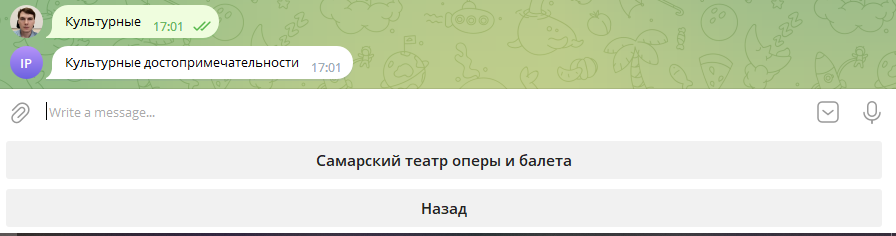 Культурные 17:01
IP
Культурные достопримечательности 17:01
Write a message...
Самарский театр оперы и балета
Назад